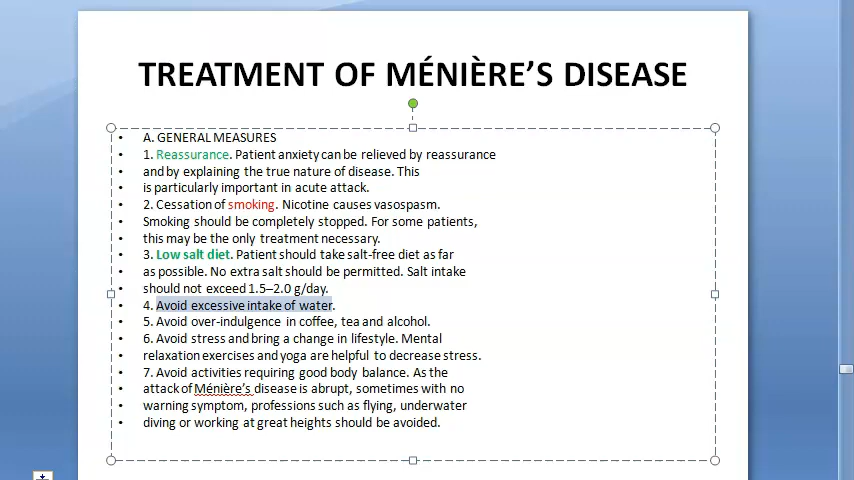 TREATMENT OF MÉNIÈRE’S DISEASE
• A. GENERAL MEASURES
• 1. Reassurance. Patient anxiety can be relieved by reassurance
• and by explaining the true nature of disease. This
• is particularly important in acute attack.
• 2. Cessation of smoking. Nicotine causes vasospasm.
• Smoking should be completely stopped. For some patients,
• this may be the only treatment necessary.
• 3. Low salt diet. Patient should take salt-free diet as far
• as possible. No extra salt should be permitted. Salt intake
• should not exceed 1.5–2.0 g/day.
• 4. Avoid excessive intake of water.
• 5. Avoid over-indulgence in coffee, tea and alcohol.
• 6. Avoid stress and bring a change in lifestyle. Mental
• relaxation exercises and yoga are helpful to decrease stress.
• 7. Avoid activities requiring good body balance. As the
• attack of Ménière’s disease is abrupt, sometimes with no
• warning symptom, professions such as flying, underwater
• diving or working at great heights should be avoided.